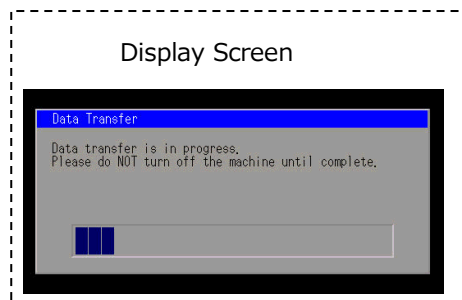 Display Screen
Data Transfer
Data transfer is in progress.
Please do NOT turn off the machine until complete.